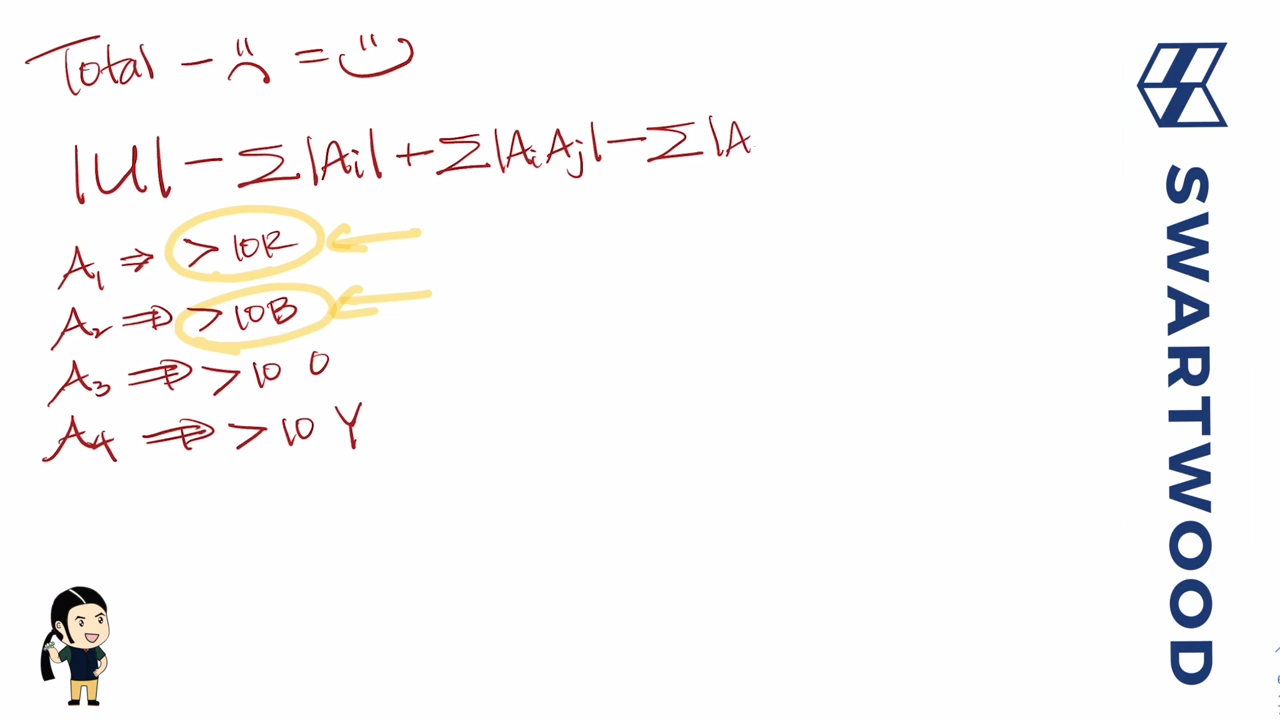 Total - ☹ = ☺
|U| - Σ|Ai| + Σ|AiAj| - Σ|A
A1 ⇒ > 10R
A2 ⇒ > 10B
A3 ⇒ > 10 O
A4 ⇒ > 10 Y
SWARTWOOD